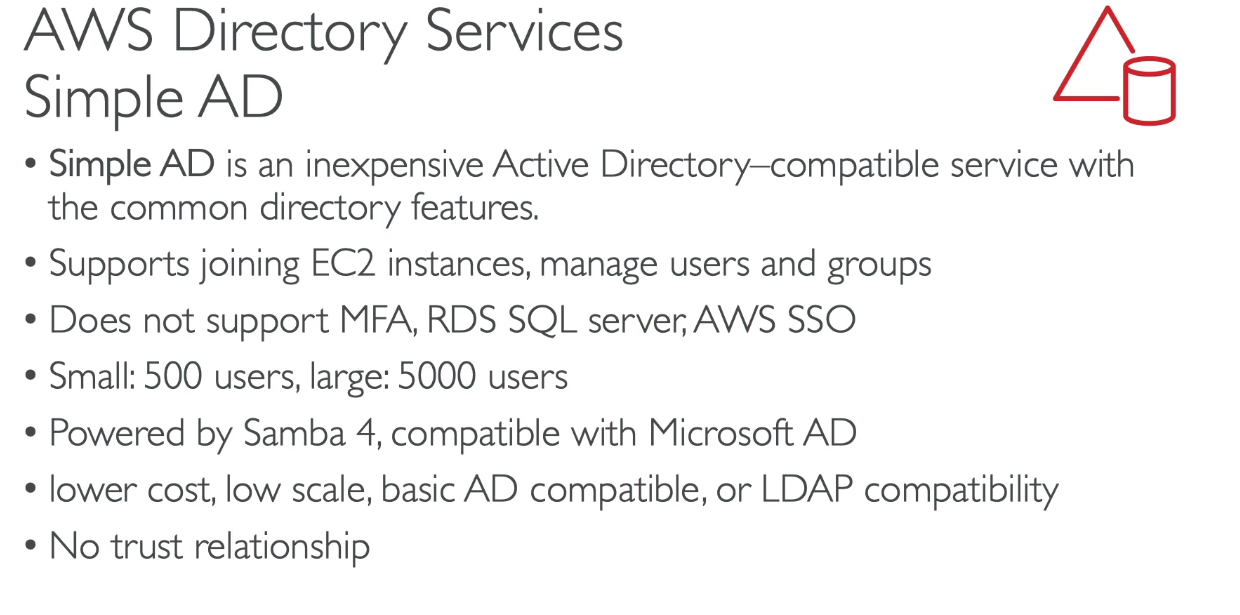 AWS Directory Services
Simple AD
• Simple AD is an inexpensive Active Directory–compatible service with
the common directory features.
• Supports joining EC2 instances, manage users and groups
• Does not support MFA, RDS SQL server, AWS SSO
• Small: 500 users, large: 5000 users
• Powered by Samba 4, compatible with Microsoft AD
• lower cost, low scale, basic AD compatible, or LDAP compatibility
• No trust relationship